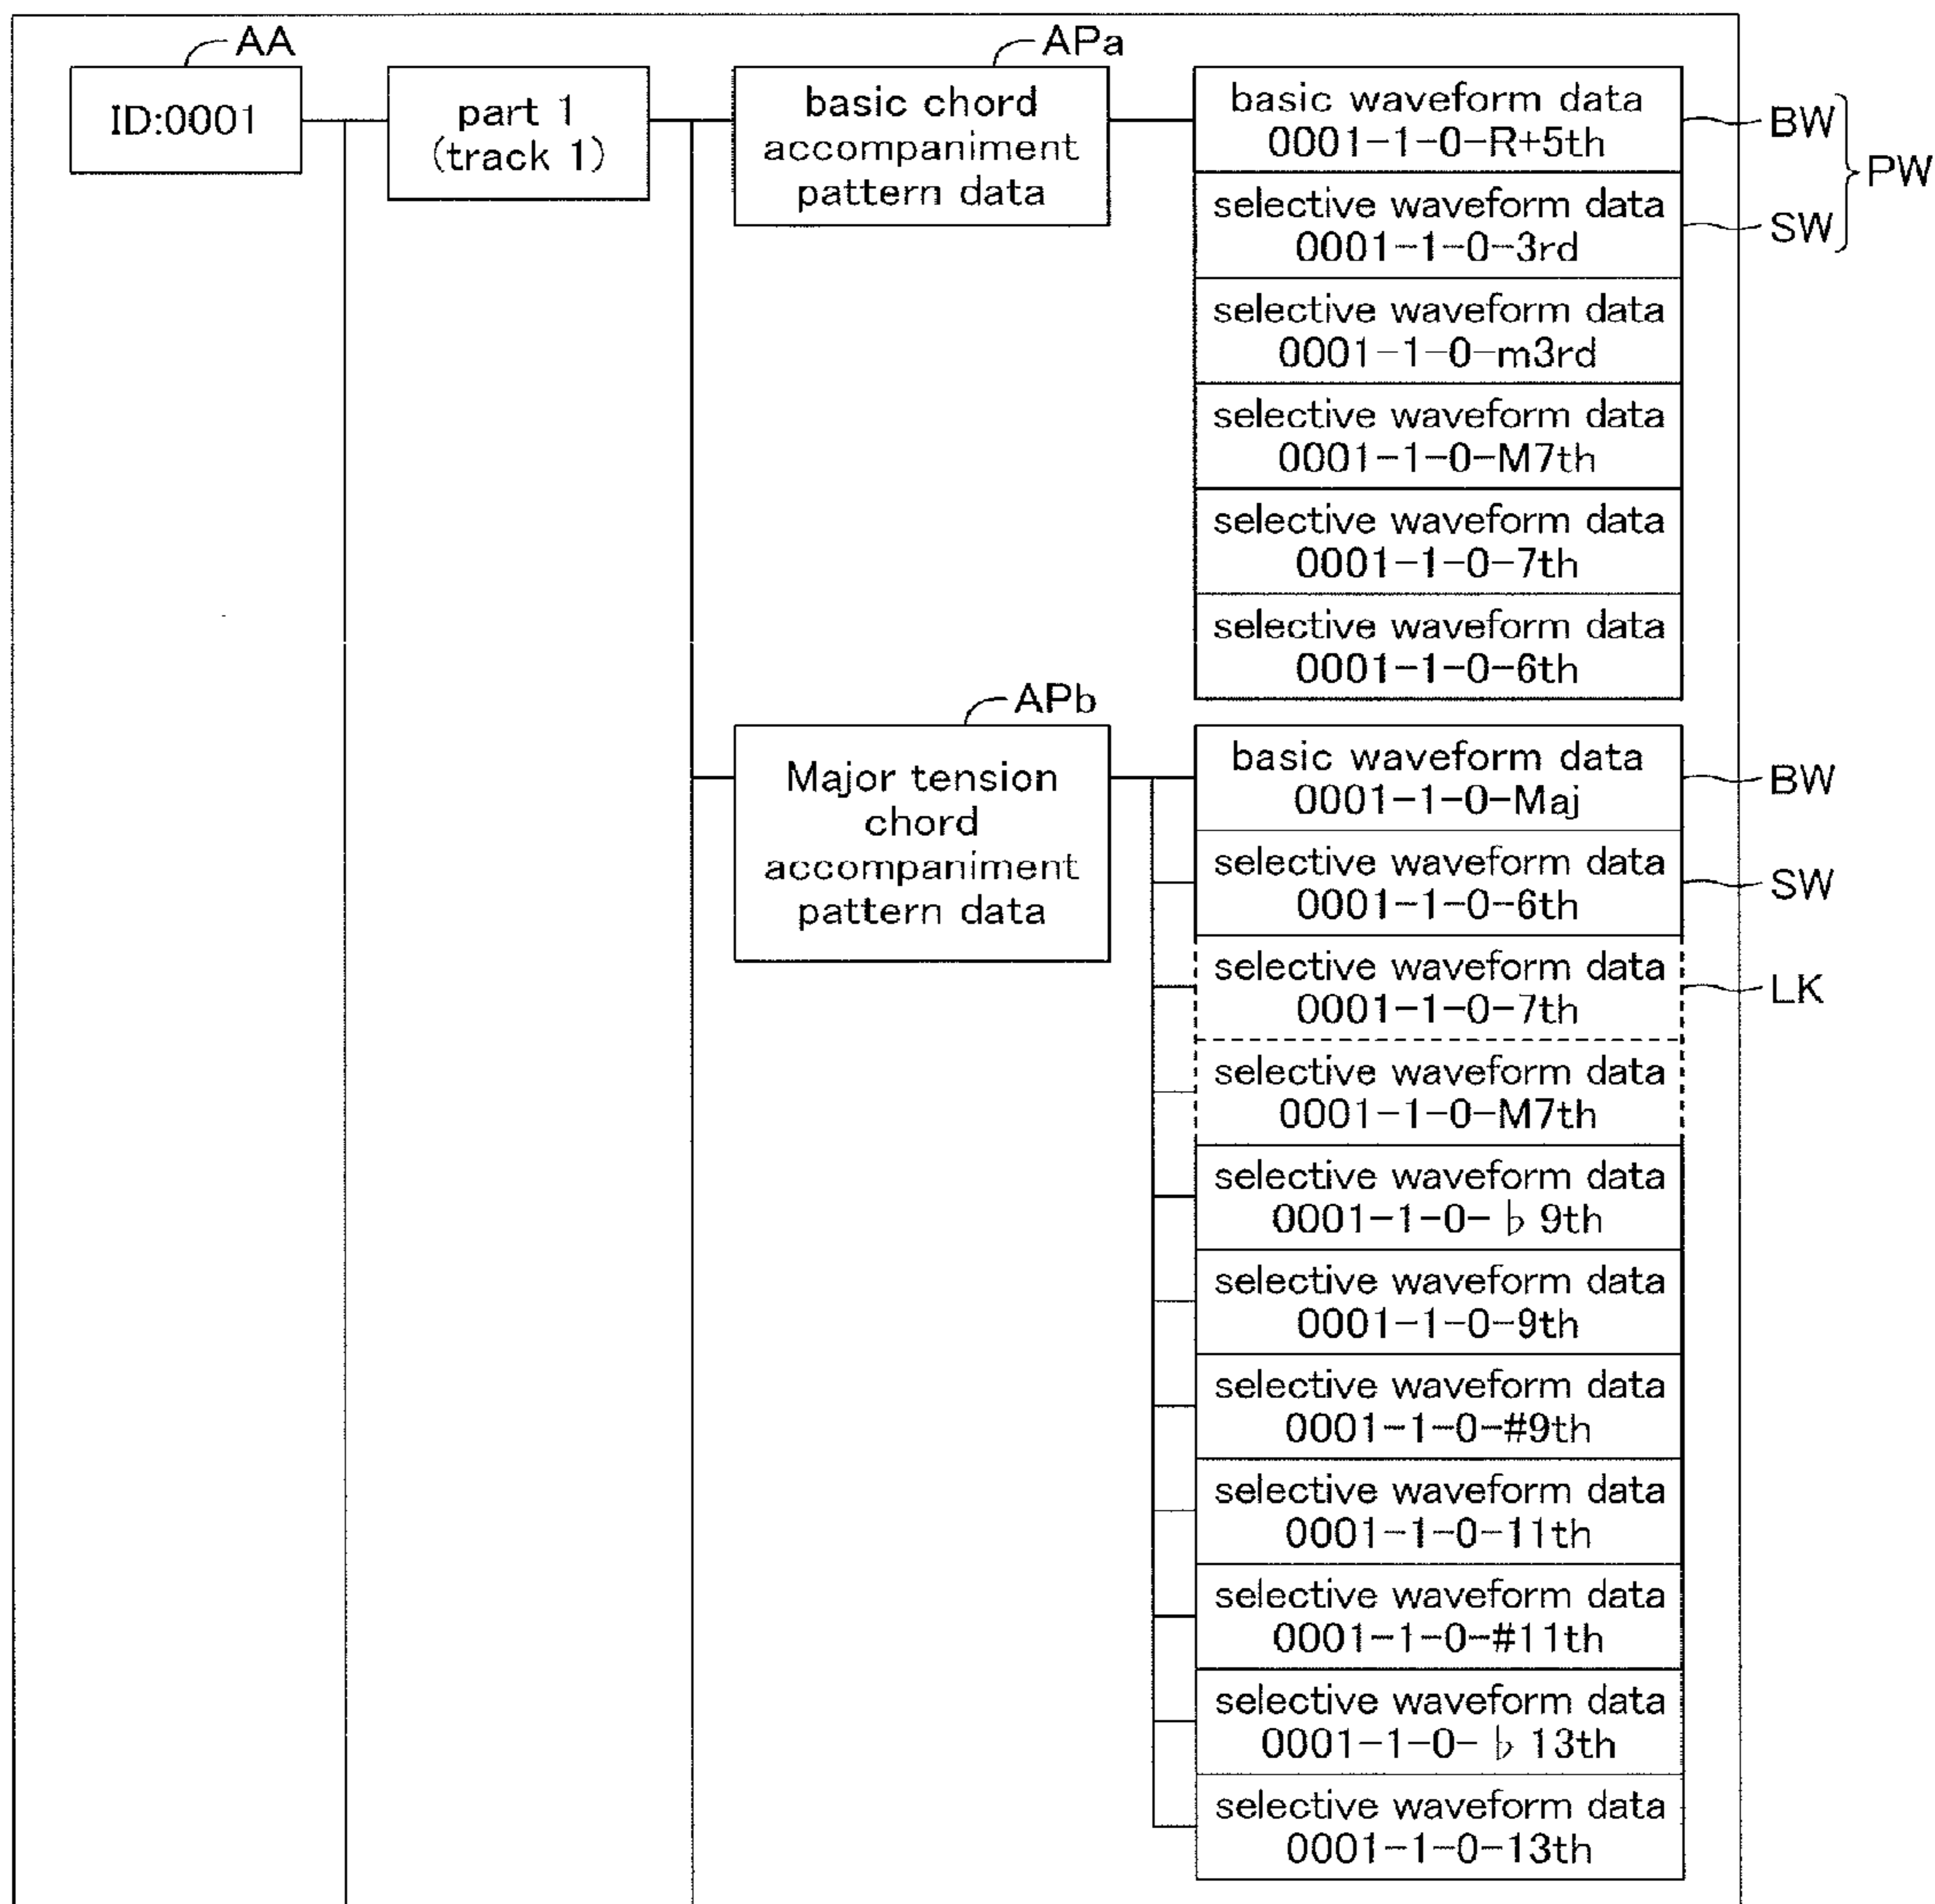 AA
ID:0001
part 1
(track 1)
APa
basic chord
accompaniment
pattern data
basic waveform data
0001-1-0-R+5th
BW
selective waveform data
0001-1-0-3rd
SW
PW
selective waveform data
0001-1-0-m3rd
selective waveform data
0001-1-0-M7th
selective waveform data
0001-1-0-7th
selective waveform data
0001-1-0-6th
APb
Major tension
chord
accompaniment
pattern data
basic waveform data
0001-1-0-Maj
BW
selective waveform data
0001-1-0-6th
SW
selective waveform data
0001-1-0-7th
LK
selective waveform data
0001-1-0-M7th
selective waveform data
0001-1-0-♭9th
selective waveform data
0001-1-0-9th
selective waveform data
0001-1-0-#9th
selective waveform data
0001-1-0-11th
selective waveform data
0001-1-0-#11th
selective waveform data
0001-1-0-♭13th
selective waveform data
0001-1-0-13th